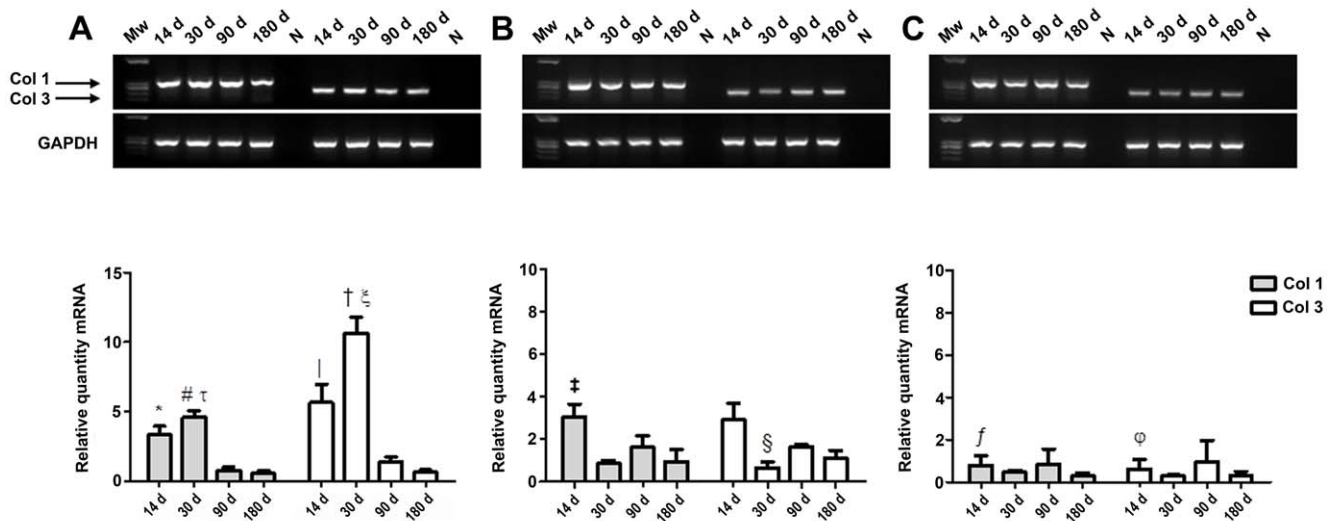 A Mw 14 d 30 d 90 d 180 d N 14 d 30 d 90 d 180 d N
B Mw 14 d 30 d 90 d 180 d N 14 d 30 d 90 d 180 d N
C Mw 14 d 30 d 90 d 180 d N 14 d 30 d 90 d 180 d N
Col 1
Col 3
GAPDH
Relative quantity mRNA
15
10
5
0
*
# τ
|
† ξ
14 d 30 d 90 d 180 d 14 d 30 d 90 d 180 d
Relative quantity mRNA
10
8
6
4
2
0
‡
§
14 d 30 d 90 d 180 d 14 d 30 d 90 d 180 d
Relative quantity mRNA
10
8
6
4
2
0
ƒ
φ
14 d 30 d 90 d 180 d 14 d 30 d 90 d 180 d
Col 1
Col 3